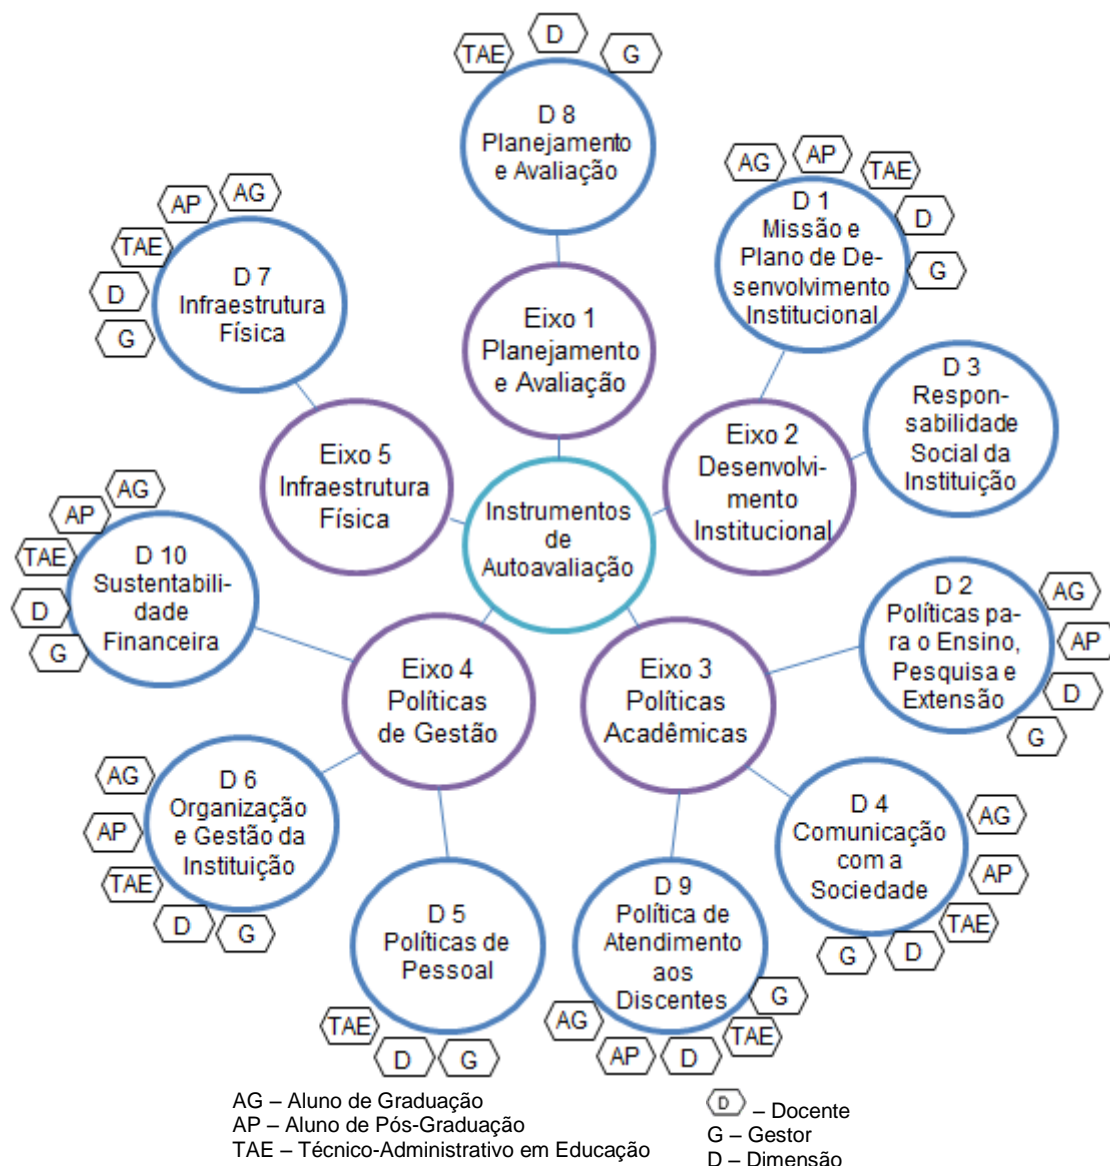 TAE
D
G
D 8
Planejamento
e Avaliação
AG
AP
TAE
D
G
D 1
Missão e
Plano de De-
senvolvimento
Institucional
AG
AP
TAE
D
G
D 7
Infraestrutura
Física
Eixo 1
Planejamento
e Avaliação
D 3
Respon-
sabilidade
Social da
Instituição
Eixo 2
Desenvolvi-
mento
Institucional
Eixo 5
Infraestrutura
Física
Instrumentos
de
Autoavaliação
AG
AP
TAE
D
G
D 10
Sustentabili-
dade
Financeira
D 2
Políticas pa-
ra o Ensino,
Pesquisa e
Extensão
AG
AP
D
G
Eixo 4
Políticas
de Gestão
Eixo 3
Políticas
Acadêmicas
AG
AP
TAE
D
G
D 6
Organização
e Gestão da
Instituição
D 4
Comunicação
com a
Sociedade
AG
AP
TAE
D
G
D 5
Políticas de
Pessoal
TAE
D
G
D 9
Política de
Atendimento
aos
Discentes
AG
AP
D
TAE
G
AG – Aluno de Graduação
AP – Aluno de Pós-Graduação
TAE – Técnico-Administrativo em Educação
D – Docente
G – Gestor
D – Dimensão